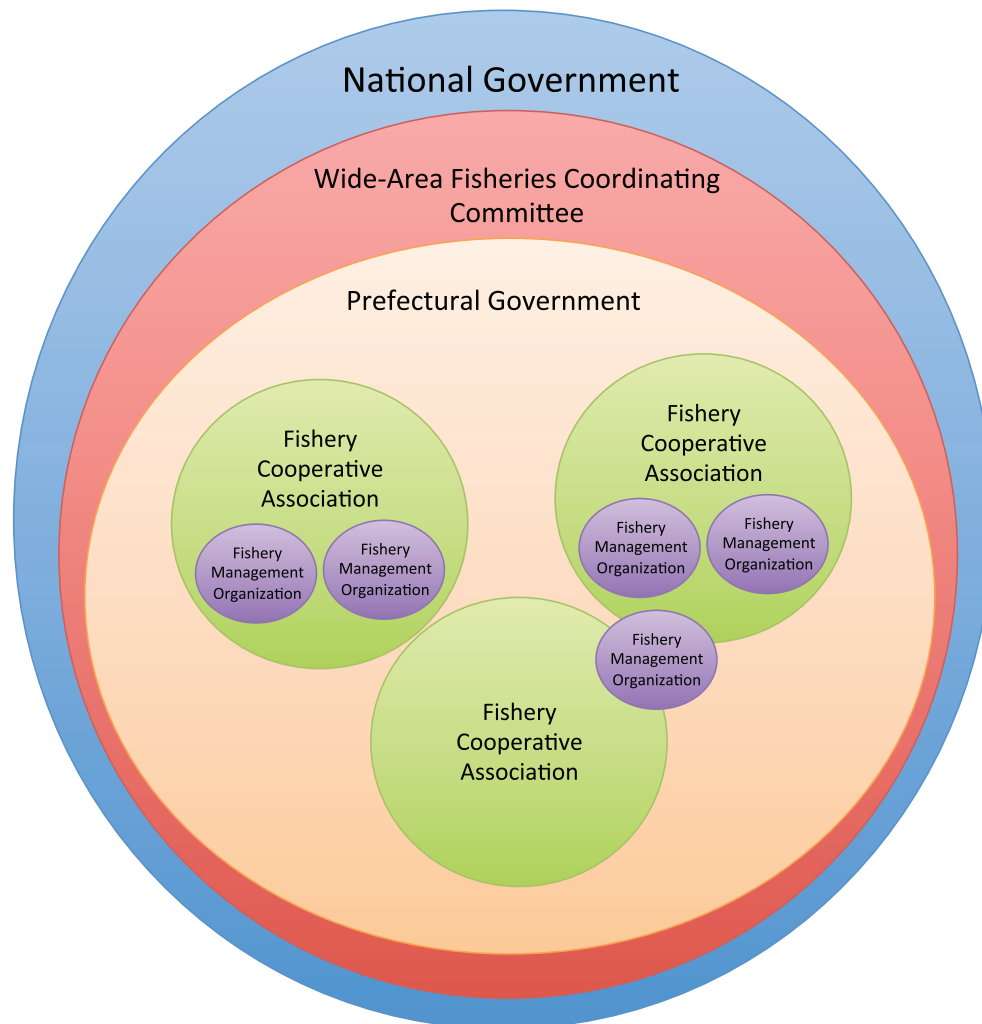 National Government
Wide-Area Fisheries Coordinating
Committee
Prefectural Government
Fishery
Cooperative
Association
Fishery
Management
Organization
Fishery
Management
Organization
Fishery
Cooperative
Association
Fishery
Management
Organization
Fishery
Management
Organization
Fishery
Management
Organization
Fishery
Cooperative
Association